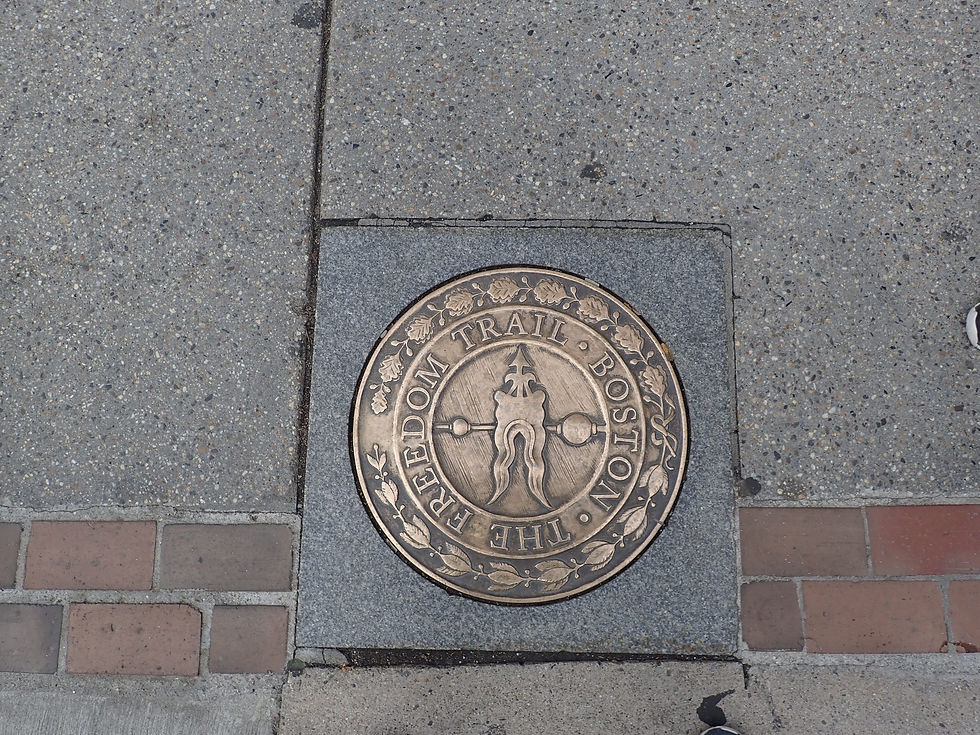 THE FREEDOM TRAIL · BOSTON ·